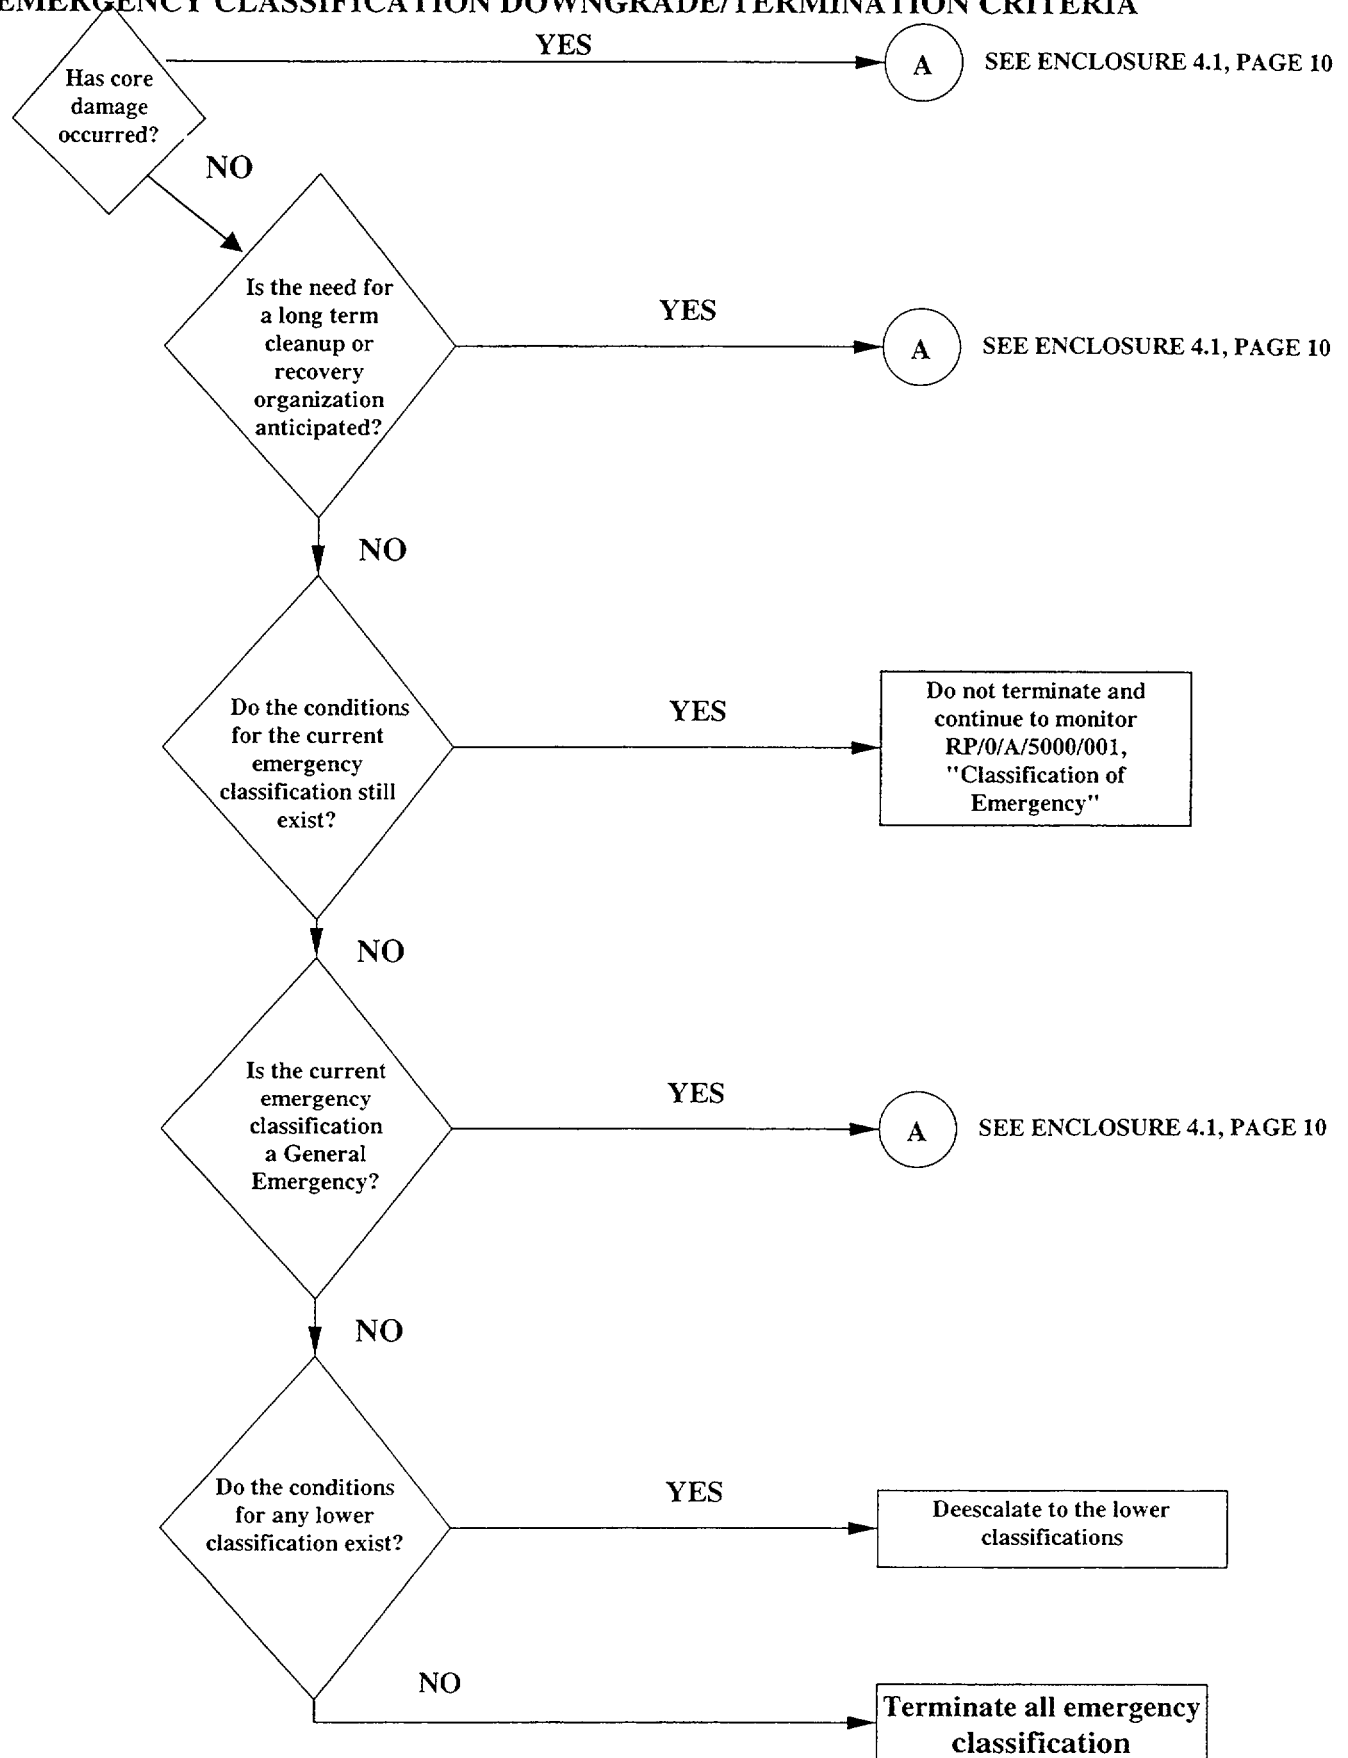 EMERGENCY CLASSIFICATION DOWNGRADE/TERMINATION CRITERIA
YES
Has core
damage
occurred?
A
SEE ENCLOSURE 4.1, PAGE 10
NO
Is the need for
a long term
cleanup or
recovery
organization
anticipated?
YES
A
SEE ENCLOSURE 4.1, PAGE 10
NO
Do the conditions
for the current
emergency
classification still
exist?
YES
Do not terminate and
continue to monitor
RP/0/A/5000/001,
"Classification of
Emergency"
NO
Is the current
emergency
classification
a General
Emergency?
YES
A
SEE ENCLOSURE 4.1, PAGE 10
NO
Do the conditions
for any lower
classification exist?
YES
Deescalate to the lower
classifications
NO
Terminate all emergency
classification